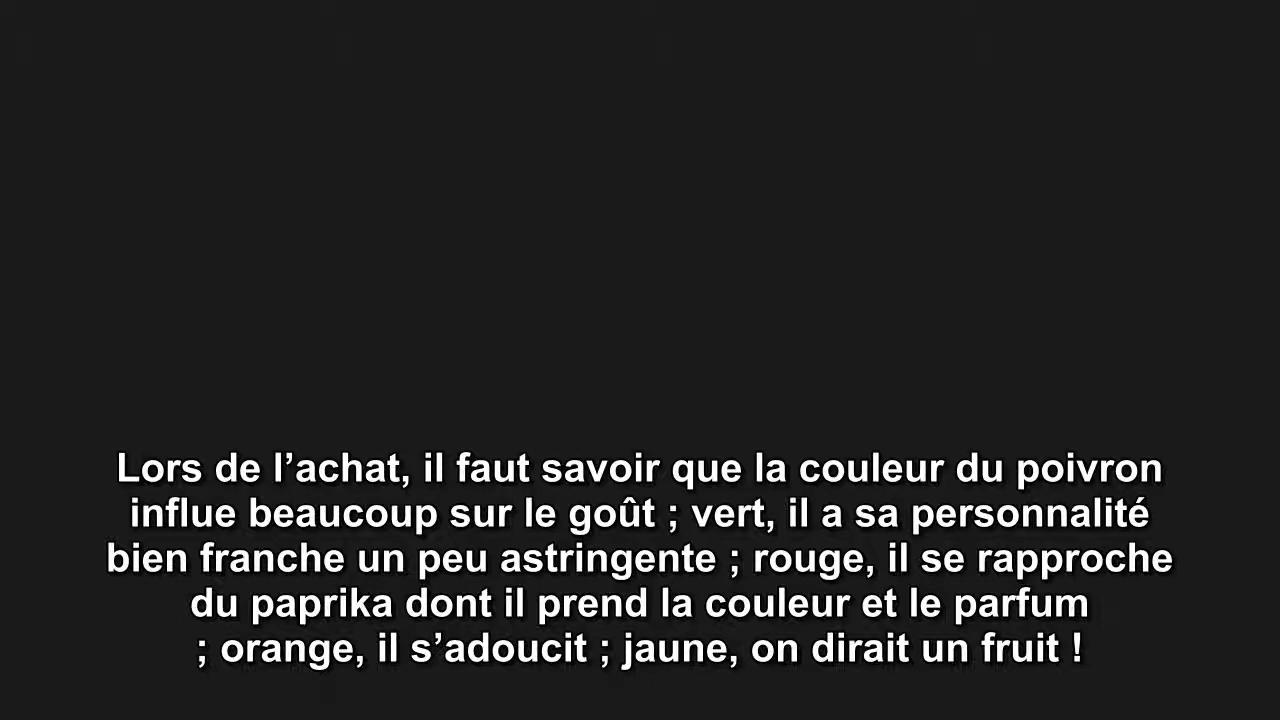 Lors de l’achat, il faut savoir que la couleur du poivron
influe beaucoup sur le goût ; vert, il a sa personnalité
bien franche un peu astringente ; rouge, il se rapproche
du paprika dont il prend la couleur et le parfum
; orange, il s’adoucit ; jaune, on dirait un fruit !